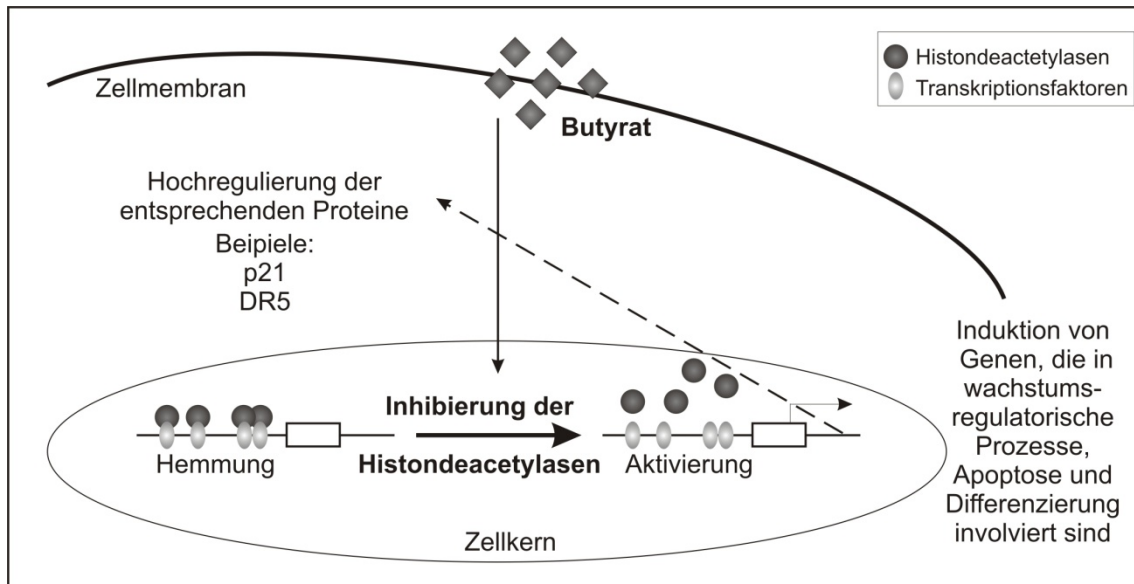 Zellmembran
Butyrat
Histondeactetylasen
Transkriptionsfaktoren
Hochregulierung der
entsprechenden Proteine
Beipiele:
p21
DR5
Inhibierung der
Histondeacetylasen
Hemmung
Aktivierung
Zellkern
Induktion von
Genen, die in
wachstums-
regulatorische
Prozesse,
Apoptose und
Differenzierung
involviert sind